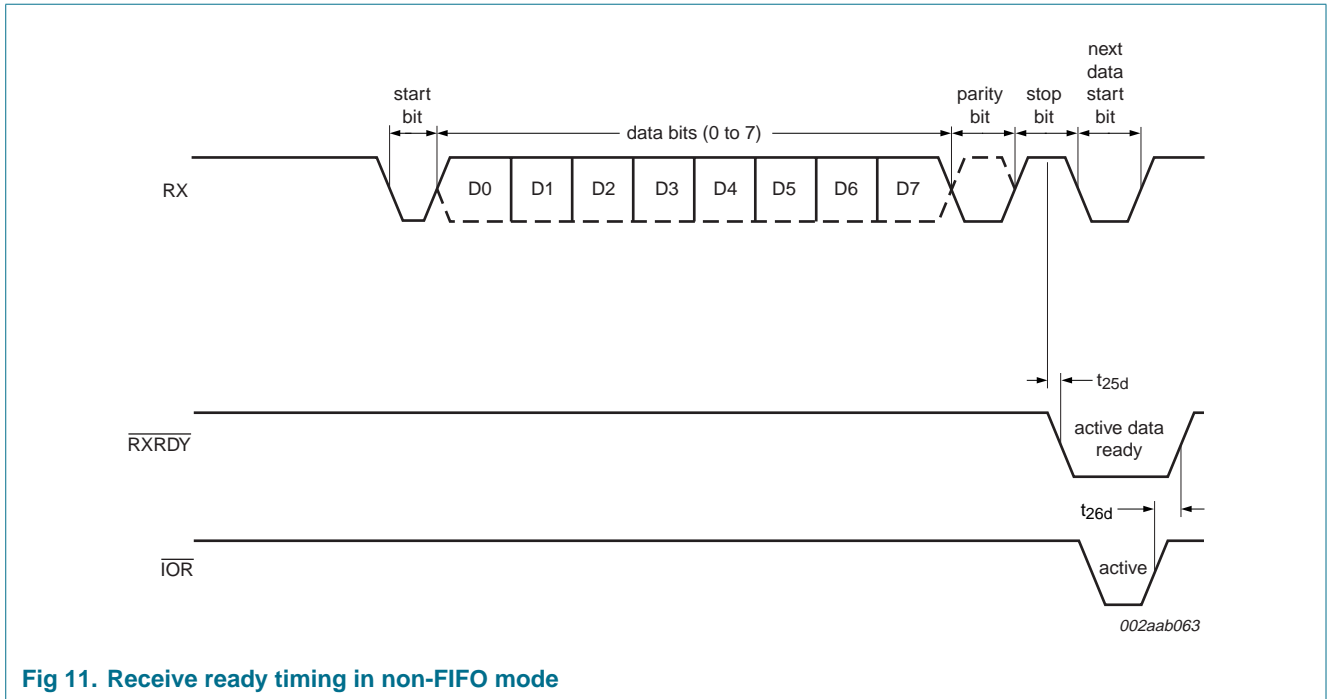 next
data
start
bit
start
bit
parity
bit
stop
bit
data bits (0 to 7)
RX
D0 D1 D2 D3 D4 D5 D6 D7
t25d
RXRDY
active data
ready
t26d
IOR
active
002aab063
Fig 11. Receive ready timing in non-FIFO mode